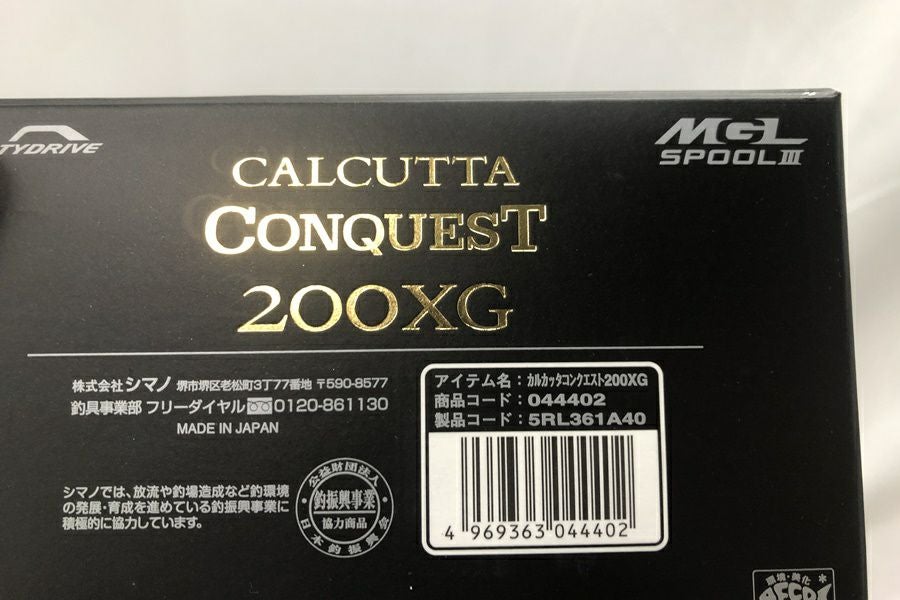 TYDRIVE
MGL
SPOOL III
CALCUTTA
CONQUEST
200XG
株式会社シマノ 堺市堺区老松町3丁77番地 〒590-8577
釣具事業部 フリーダイヤル 0120-861130
MADE IN JAPAN
アイテム名:カルカッタコンクエスト200XG
商品コード:044402
製品コード:5RL361A40
4 969363 044402
シマノでは、放流や釣場造成など釣環境
の発展・育成を進めている釣振興事業に
積極的に協力しています。
公益財団法人
釣振興事業
協力商品
日本釣振興会
環境・美化